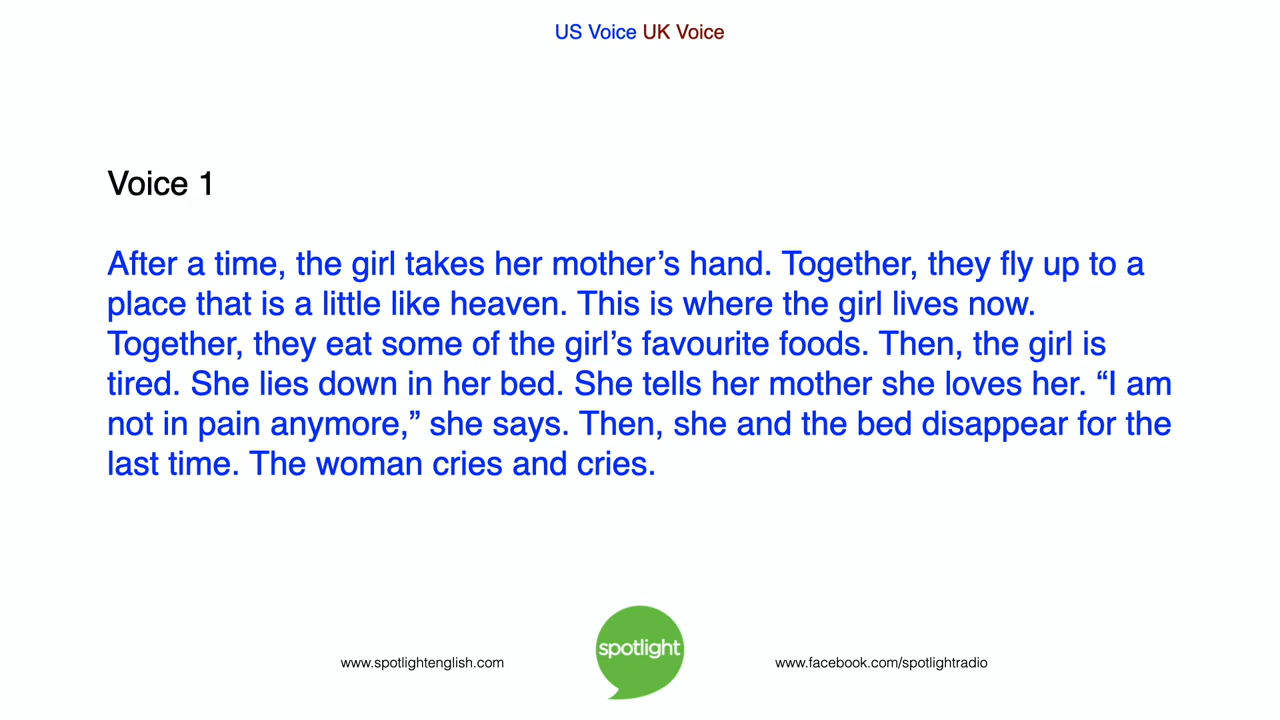 US Voice UK Voice
Voice 1
After a time, the girl takes her mother’s hand. Together, they fly up to a
place that is a little like heaven. This is where the girl lives now.
Together, they eat some of the girl’s favourite foods. Then, the girl is
tired. She lies down in her bed. She tells her mother she loves her. “I am
not in pain anymore,” she says. Then, she and the bed disappear for the
last time. The woman cries and cries.
spotlight
www.spotlightenglish.com
www.facebook.com/spotlightradio